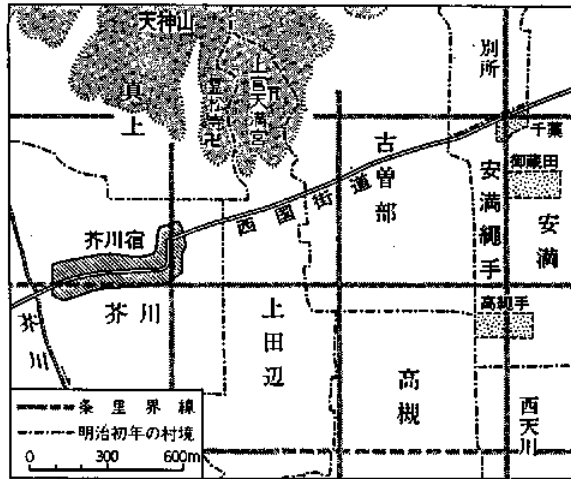 天神山
真上
笠松寺卍
上宮天満宮
古曽部
別所
千葉
御蔵田
安満縄手
安満
西国街道
芥川宿
芥川
芥川
上田辺
高縄手
高槻
西天川
条里界線
明治初年の村境
0 300 600m